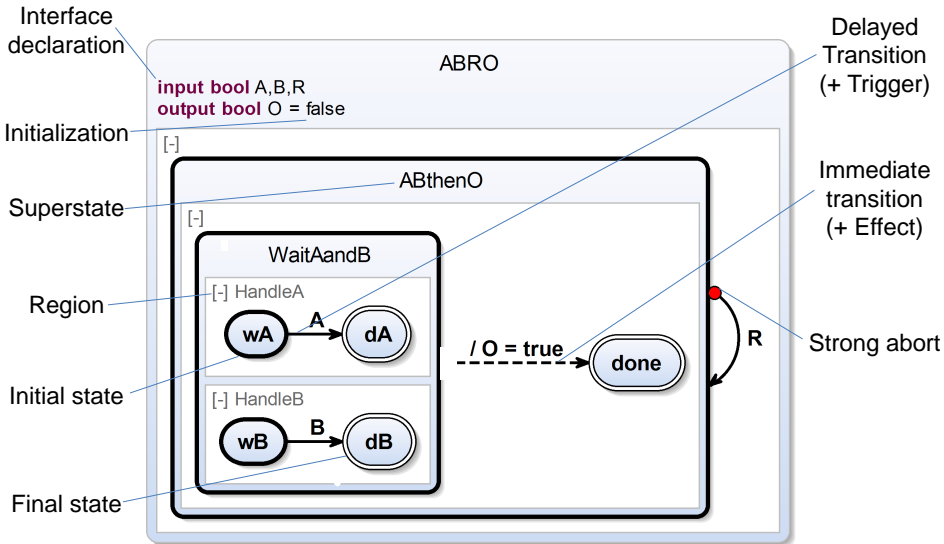 Interface
declaration
Initialization
Superstate
Region
Initial state
Final state
ABRO
input bool A,B,R
output bool O = false
[-]
ABthenO
[-]
WaitAandB
[-] HandleA
wA
A
dA
[-] HandleB
wB
B
dB
/ O = true
done
R
Delayed
Transition
(+ Trigger)
Immediate
transition
(+ Effect)
Strong abort